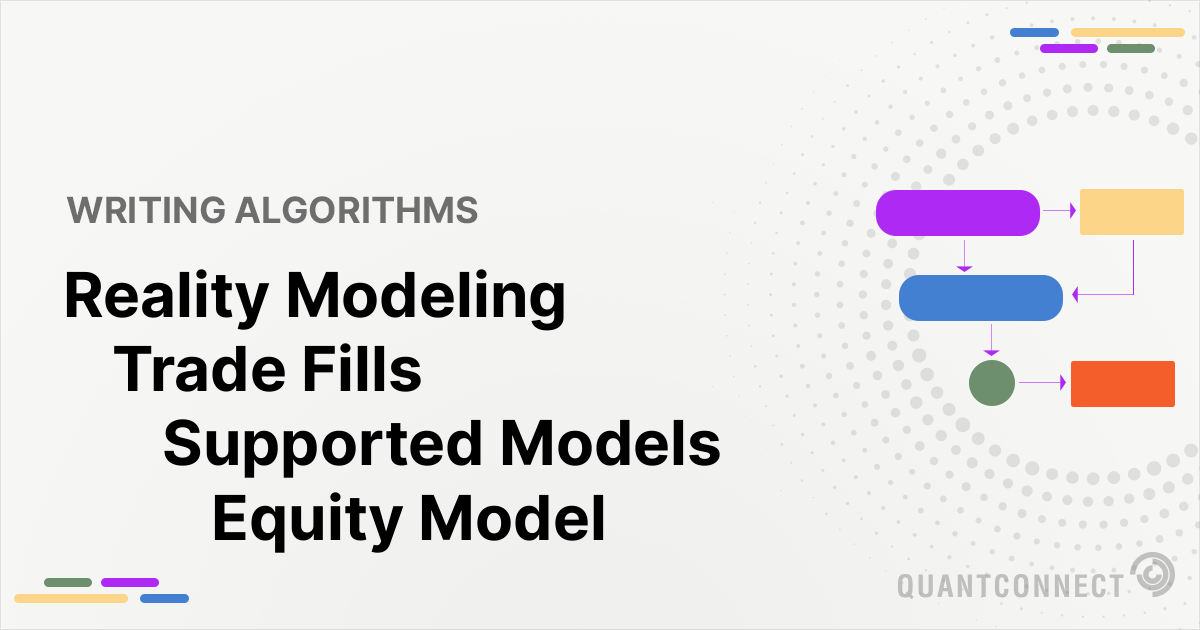 WRITING ALGORITHMS
Reality Modeling
Trade Fills
Supported Models
Equity Model
QUANTCONNECT